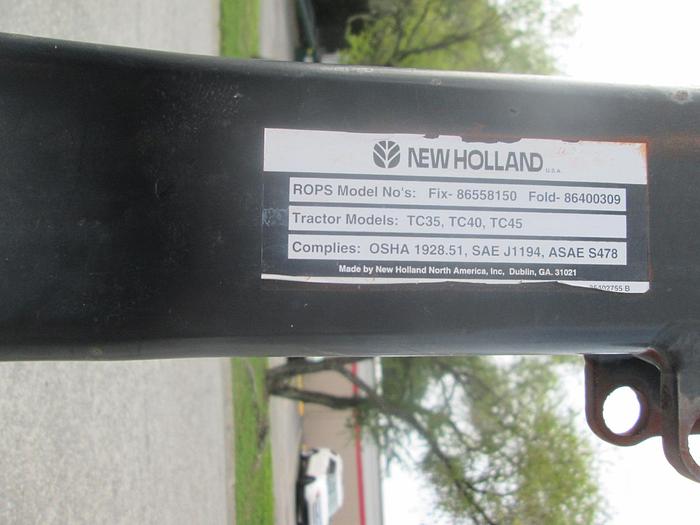 NEW HOLLAND
U.S.A.
ROPS Model No's: Fix- 86558150 Fold- 86400309
Tractor Models: TC35, TC40, TC45
Complies: OSHA 1928.51, SAE J1194, ASAE S478
Made by New Holland North America, Inc, Dublin, GA. 31021
B